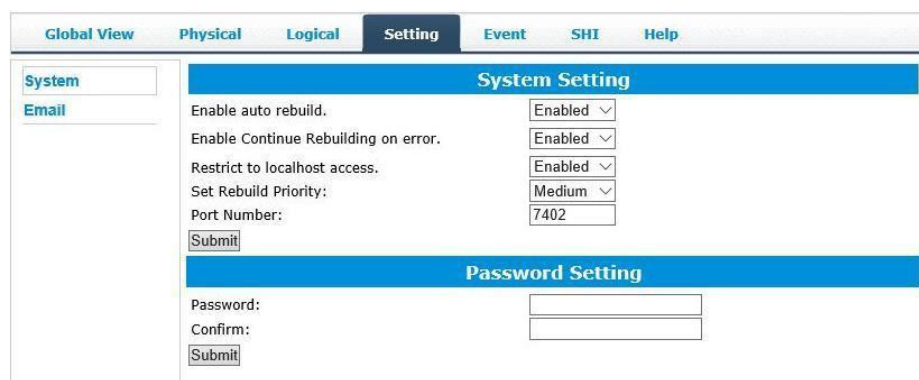 Global View Physical Logical Setting Event SHI Help
System
Email
System Setting
Enable auto rebuild. Enabled
Enable Continue Rebuilding on error. Enabled
Restrict to localhost access. Enabled
Set Rebuild Priority: Medium
Port Number: 7402
Submit
Password Setting
Password:
Confirm:
Submit